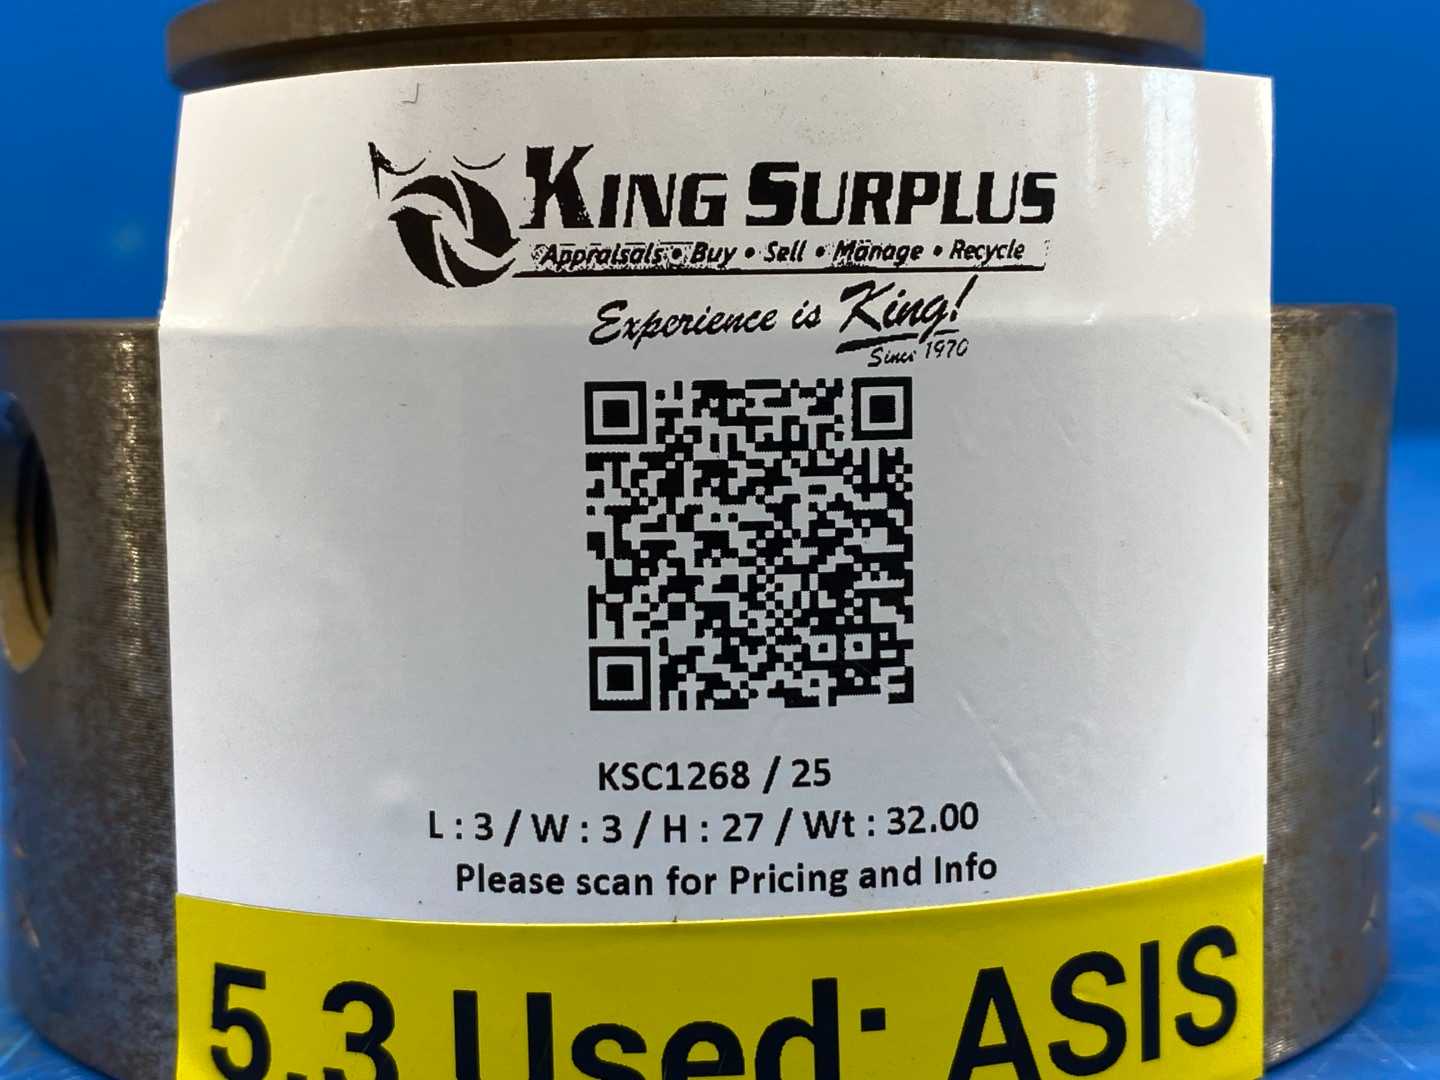 KING SURPLUS
Appraisals • Buy • Sell • Manage • Recycle
Experience is King!
Since 1970
KSC1268 / 25
L : 3 / W : 3 / H : 27 / Wt : 32.00
Please scan for Pricing and Info
5.3 Used: ASIS